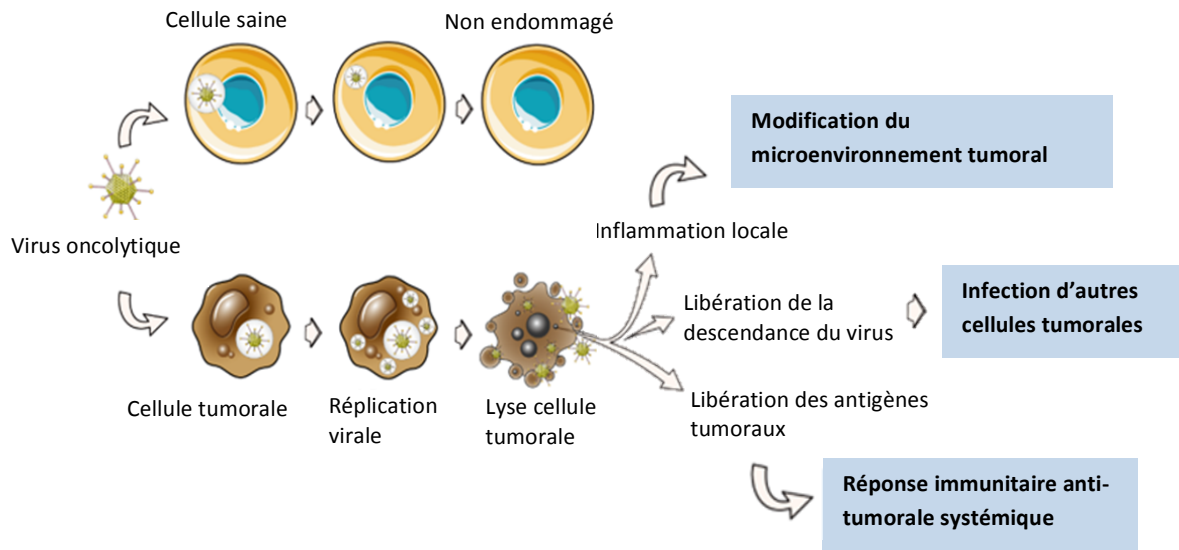 Cellule saine
Non endommagé
Modification du
microenvironnement tumoral
Virus oncolytique
Inflammation locale
Libération de la
descendance du virus
Infection d'autres
cellules tumorales
Cellule tumorale
Réplication
virale
Lyse cellule
tumorale
Libération des antigènes
tumoraux
Réponse immunitaire anti-
tumorale systémique